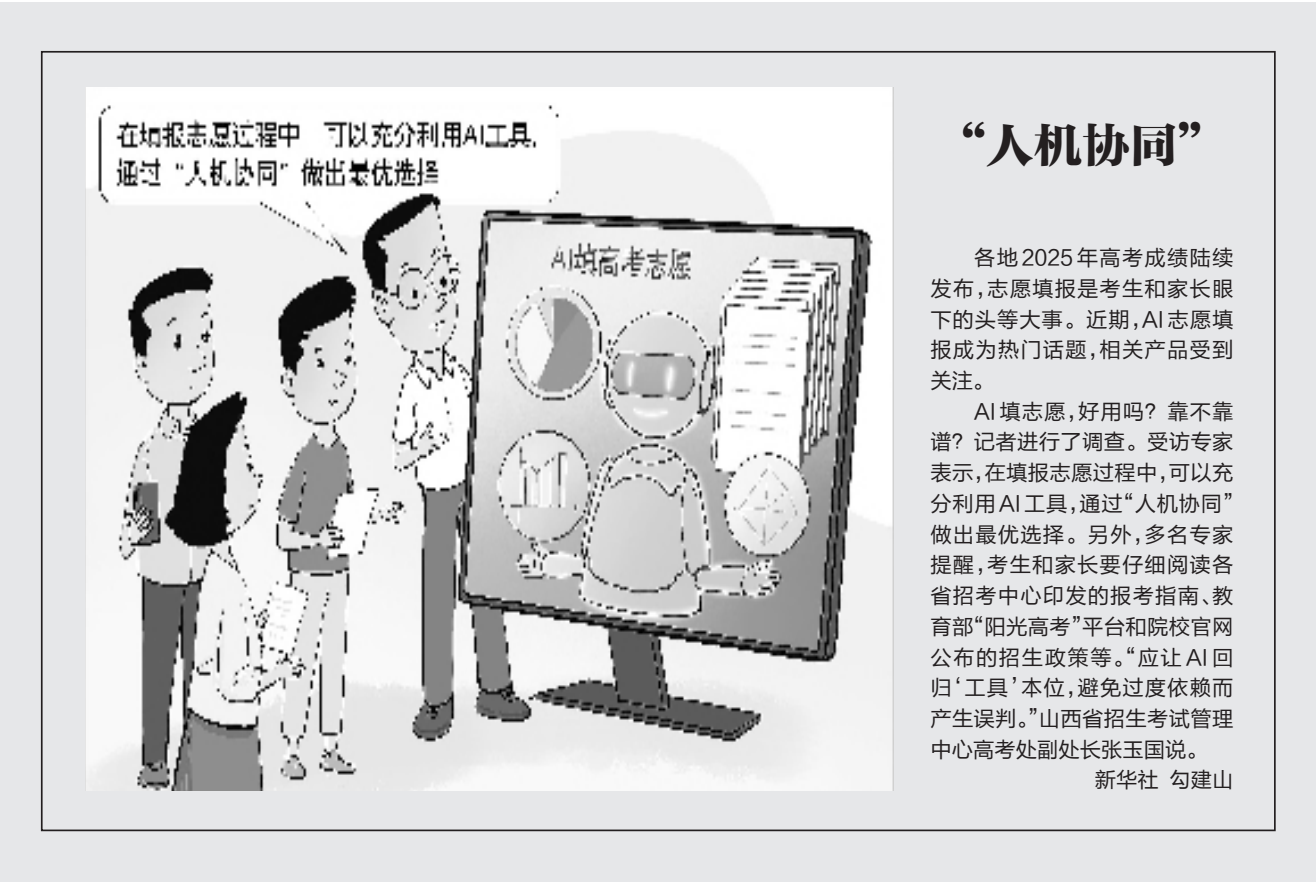 在填报志愿过程中 可以充分利用AI工具,
通过“人机协同”做出最优选择
AI填高考志愿
“人机协同”
各地2025年高考成绩陆续
发布,志愿填报是考生和家长眼
下的头等大事。近期,AI志愿填
报成为热门话题,相关产品受到
关注。
AI填志愿,好用吗？靠不靠
谱？记者进行了调查。受访专家
表示,在填报志愿过程中,可以充
分利用AI工具,通过“人机协同”
做出最优选择。另外,多名专家
提醒,考生和家长要仔细阅读各
省招考中心印发的报考指南、教
育部“阳光高考”平台和院校官网
公布的招生政策等。“应让AI回
归‘工具’本位,避免过度依赖而
产生误判。”山西省招生考试管理
中心高考处副处长张玉国说。
新华社 勾建山